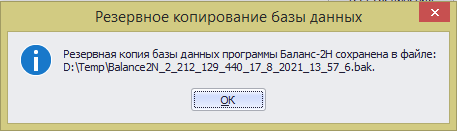 Резервное копирование базы данных
Резервная копия базы данных программы Баланс-2Н сохранена в файле:
D:\Temp\Balance2N_2_212_129_440_17_8_2021_13_57_6.bak.
OK